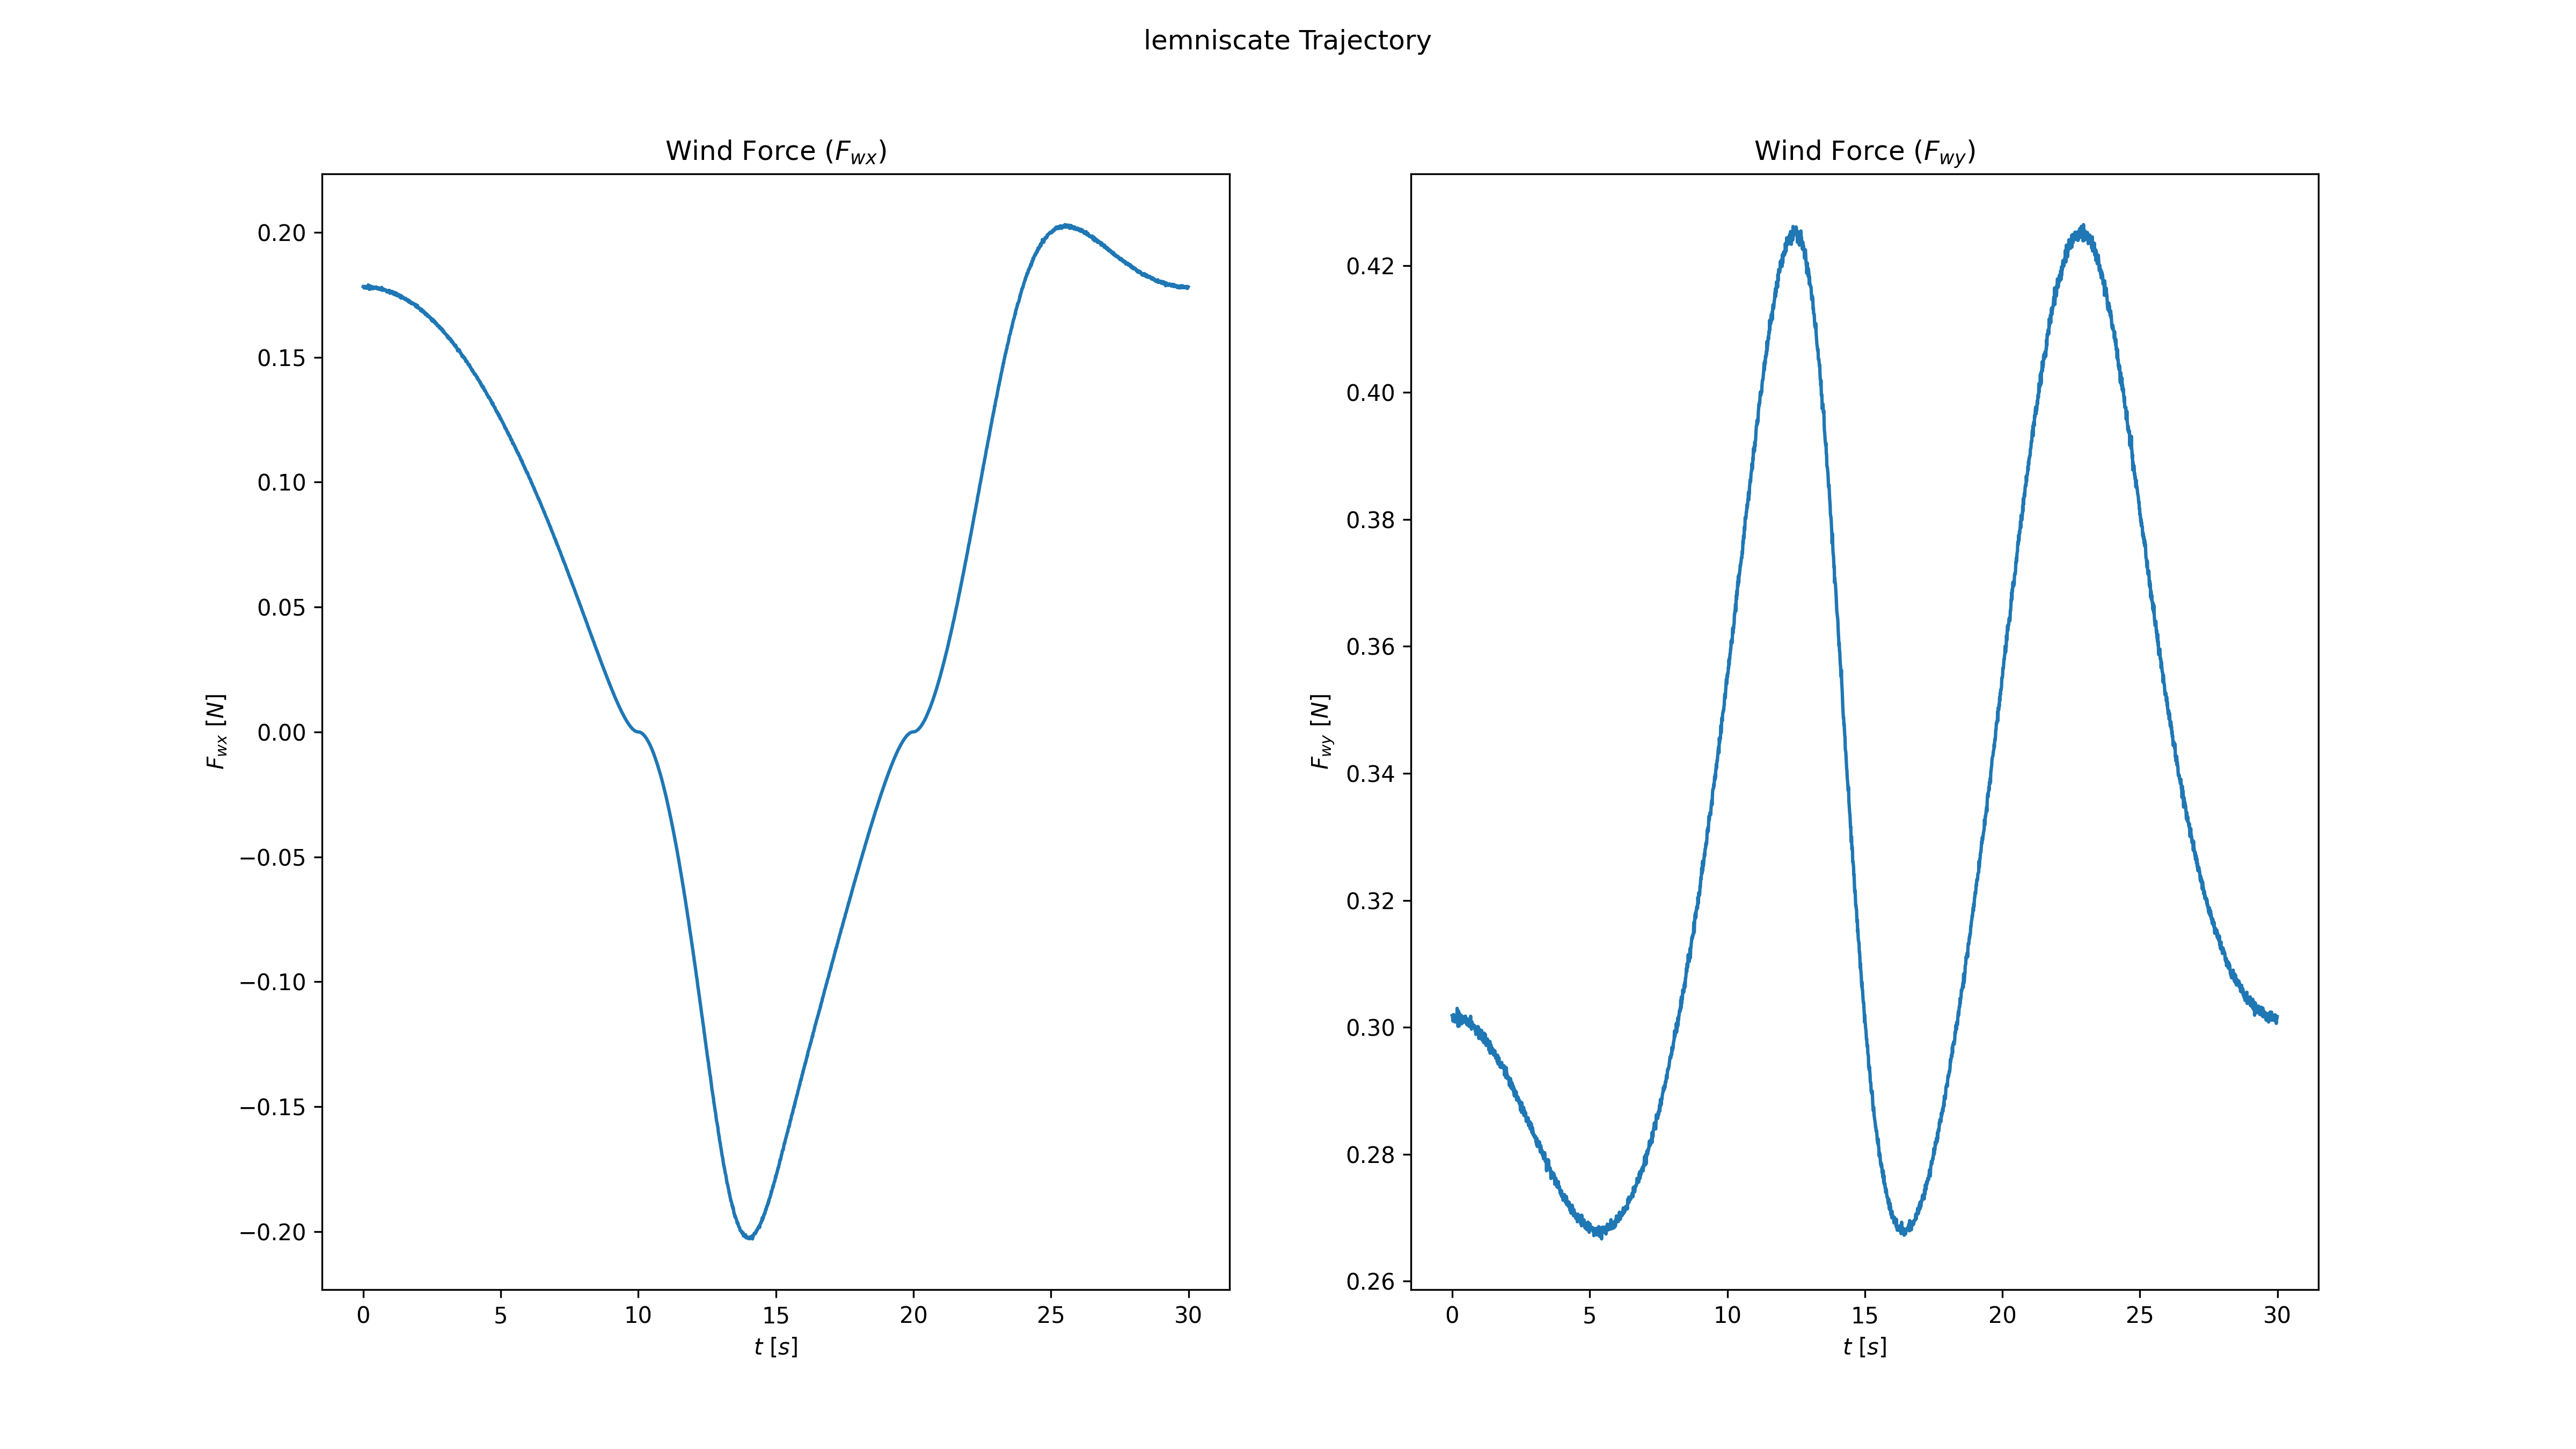 lemniscate Trajectory
Wind Force (F_wx)
0.20
0.15
0.10
0.05
0.00
−0.05
−0.10
−0.15
−0.20
F_wx [N]
0 5 10 15 20 25 30
t [s]
Wind Force (F_wy)
0.42
0.40
0.38
0.36
0.34
0.32
0.30
0.28
0.26
F_wy [N]
0 5 10 15 20 25 30
t [s]